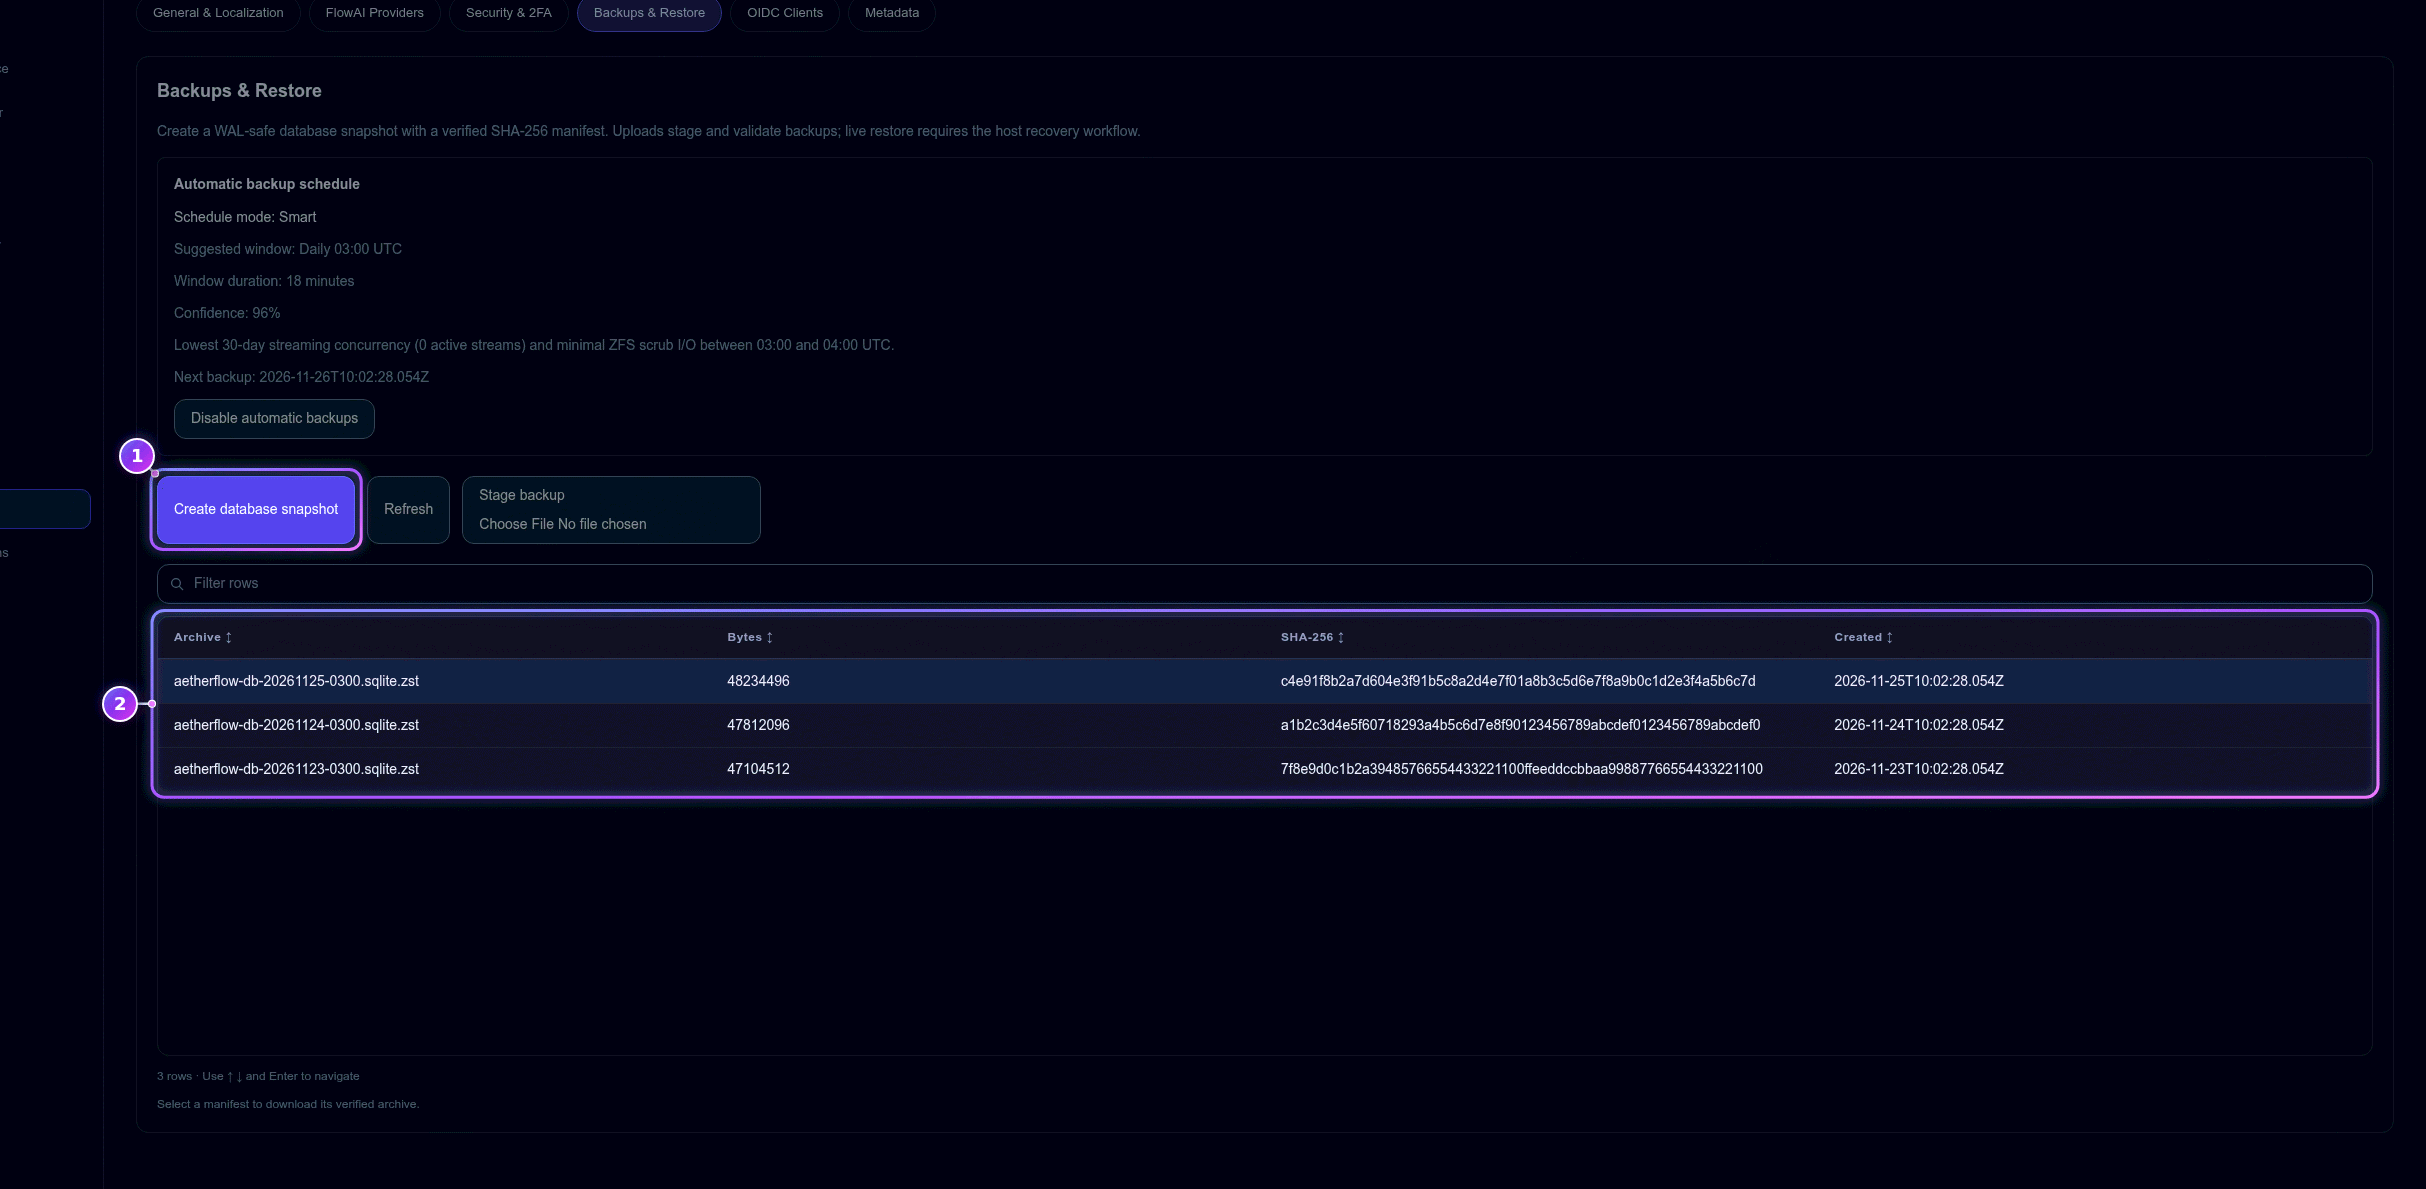 General & Localization
FlowAI Providers
Security & 2FA
Backups & Restore
OIDC Clients
Metadata
Backups & Restore
Create a WAL-safe database snapshot with a verified SHA-256 manifest. Uploads stage and validate backups; live restore requires the host recovery workflow.
Automatic backup schedule
Schedule mode: Smart
Suggested window: Daily 03:00 UTC
Window duration: 18 minutes
Confidence: 96%
Lowest 30-day streaming concurrency (0 active streams) and minimal ZFS scrub I/O between 03:00 and 04:00 UTC.
Next backup: 2026-11-26T10:02:28.054Z
Disable automatic backups
1
Create database snapshot
Refresh
Stage backup
Choose File No file chosen
Filter rows
Archive ↕ Bytes ↕ SHA-256 ↕ Created ↕
aetherflow-db-20261125-0300.sqlite.zst 48234496 c4e91f8b2a7d604e3f91b5c8a2d4e7f01a8b3c5d6e7f8a9b0c1d2e3f4a5b6c7d 2026-11-25T10:02:28.054Z
2
aetherflow-db-20261124-0300.sqlite.zst 47812096 a1b2c3d4e5f60718293a4b5c6d7e8f90123456789abcdef0123456789abcdef0 2026-11-24T10:02:28.054Z
aetherflow-db-20261123-0300.sqlite.zst 47104512 7f8e9d0c1b2a39485766554433221100ffeeddccbbaa99887766554433221100 2026-11-23T10:02:28.054Z
3 rows · Use ↑ ↓ and Enter to navigate
Select a manifest to download its verified archive.